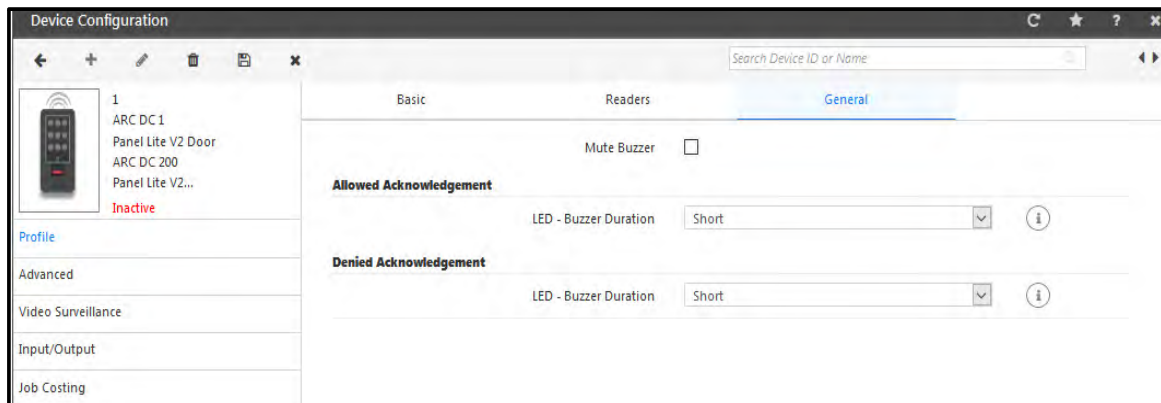 Device Configuration
Search Device ID or Name
1
ARC DC 1
Panel Lite V2 Door
ARC DC 200
Panel Lite V2...
Inactive
Profile
Advanced
Video Surveillance
Input/Output
Job Costing
Basic
Readers
General
Mute Buzzer
Allowed Acknowledgement
LED - Buzzer Duration
Short
Denied Acknowledgement
LED - Buzzer Duration
Short